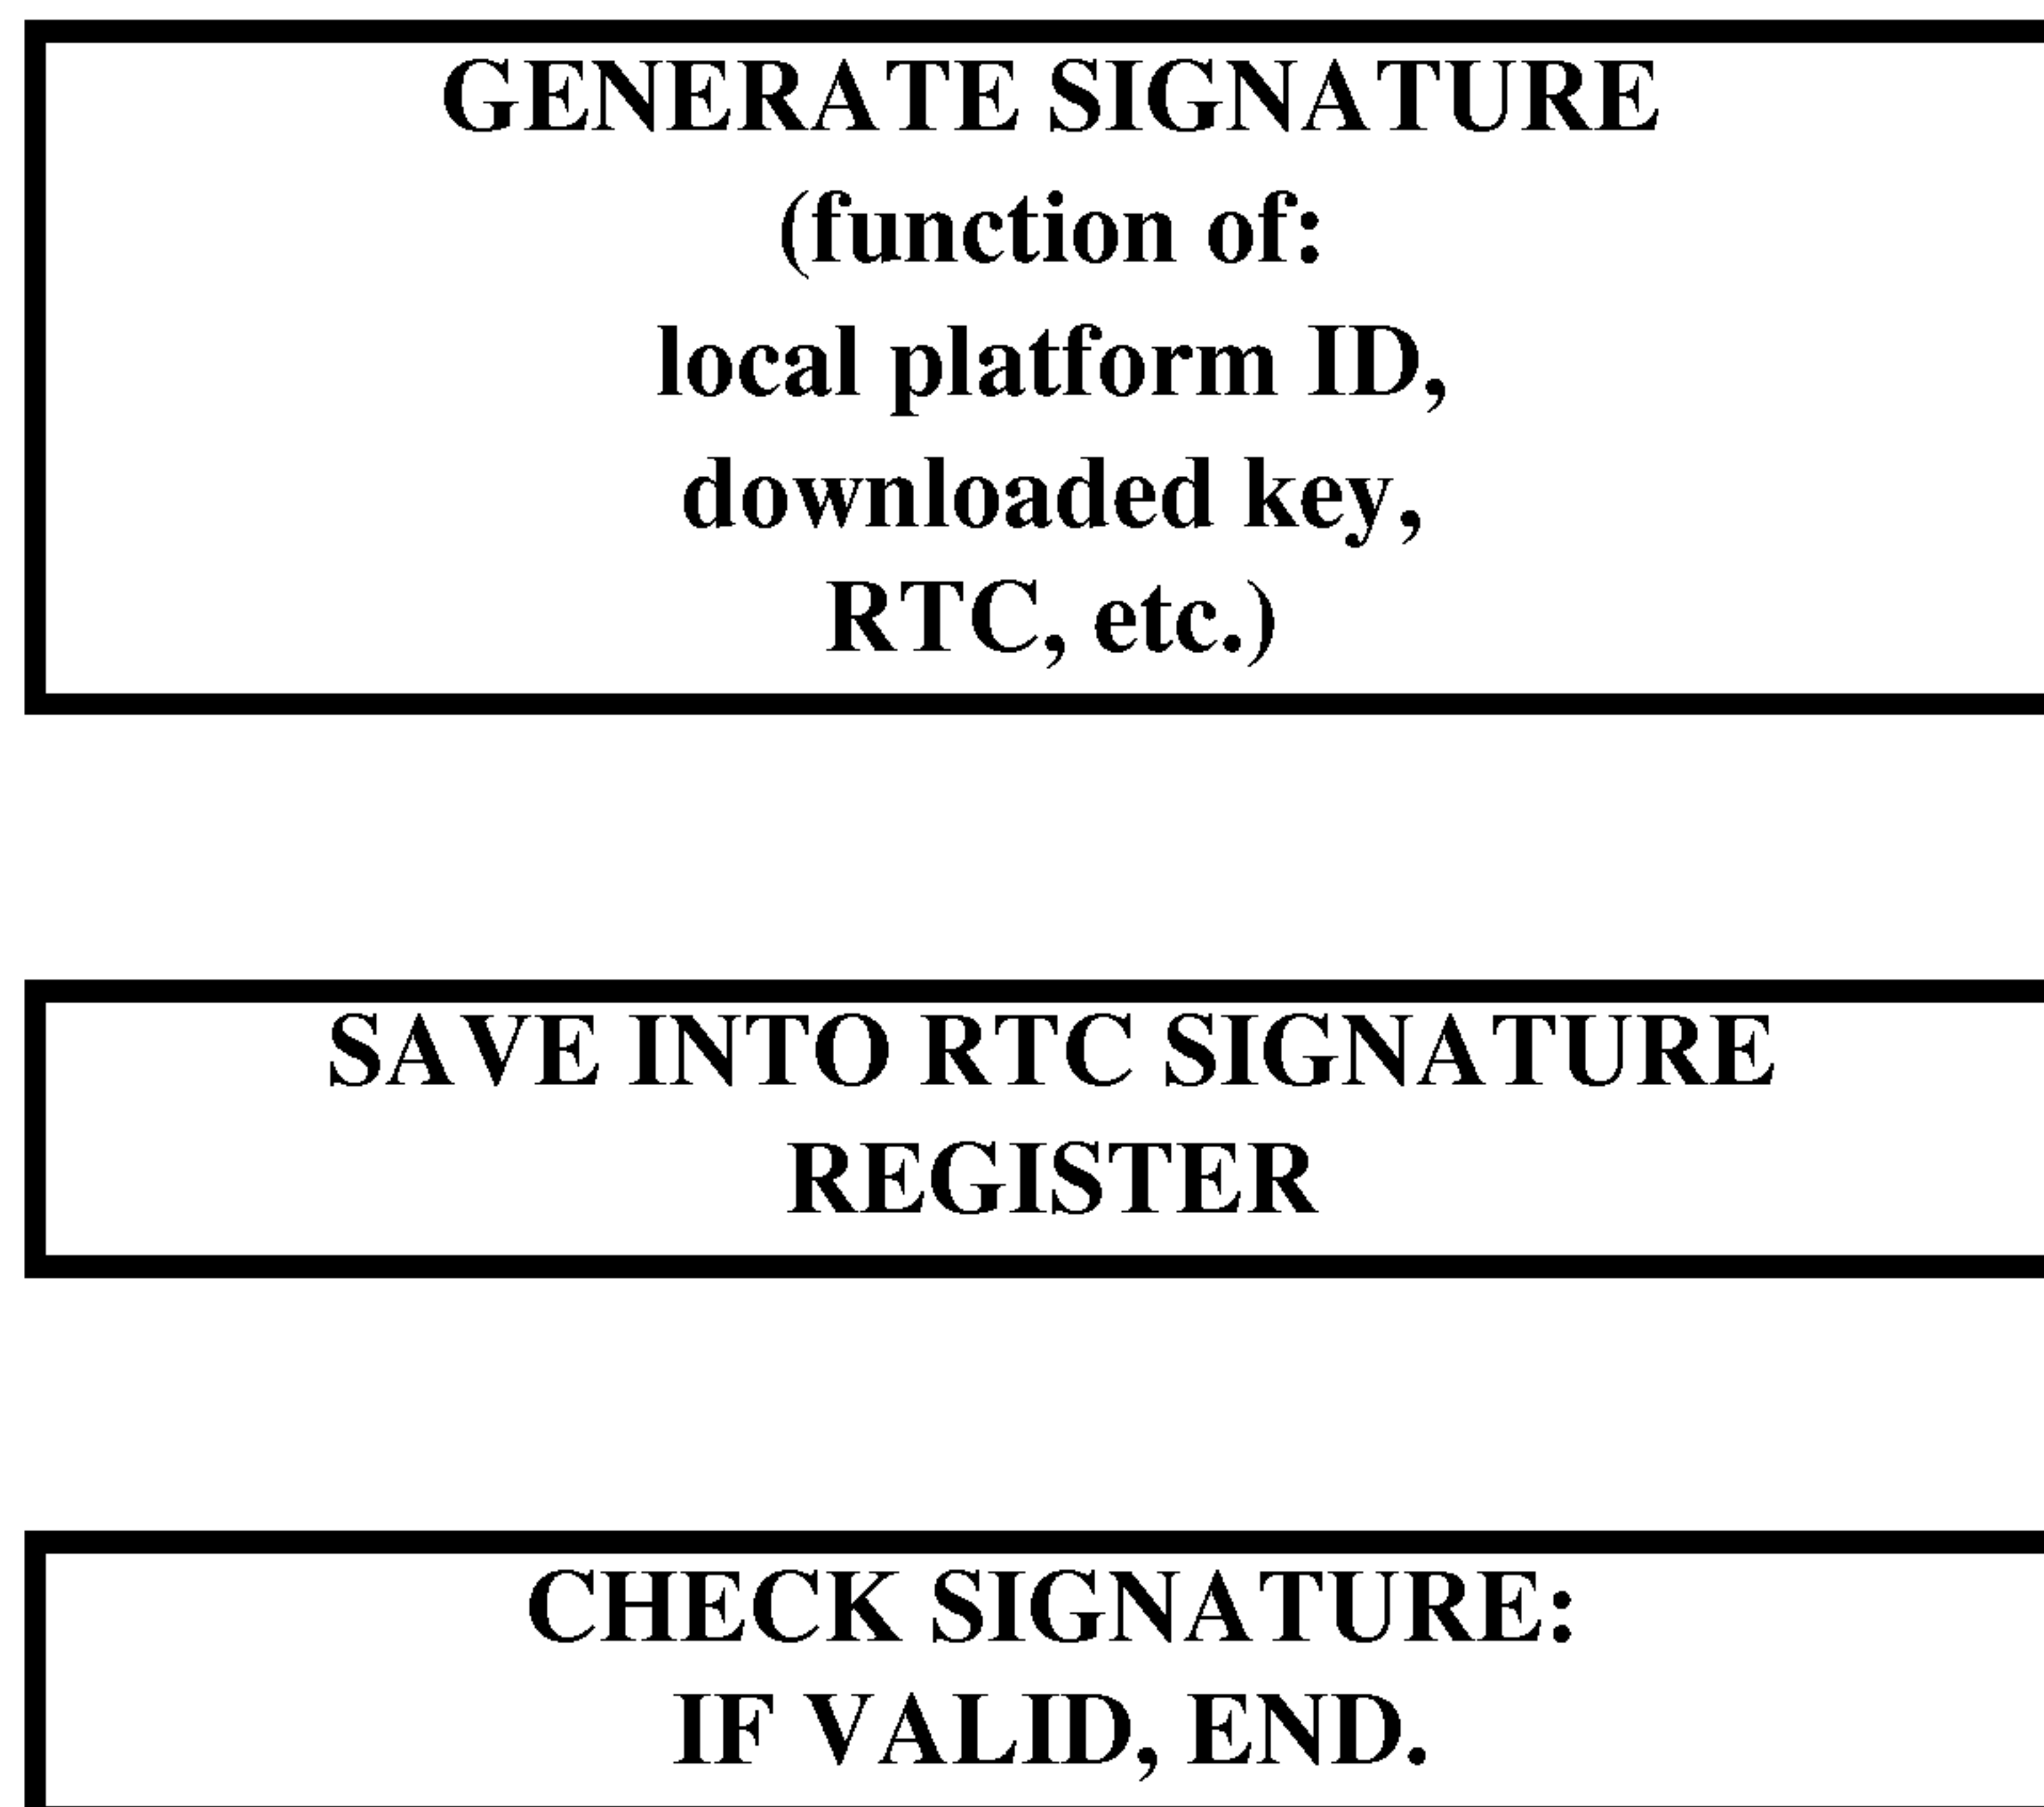 GENERATE SIGNATURE
(function of:
local platform ID,
downloaded key,
RTC, etc.)
SAVE INTO RTC SIGNATURE
REGISTER
CHECK SIGNATURE:
IF VALID, END.